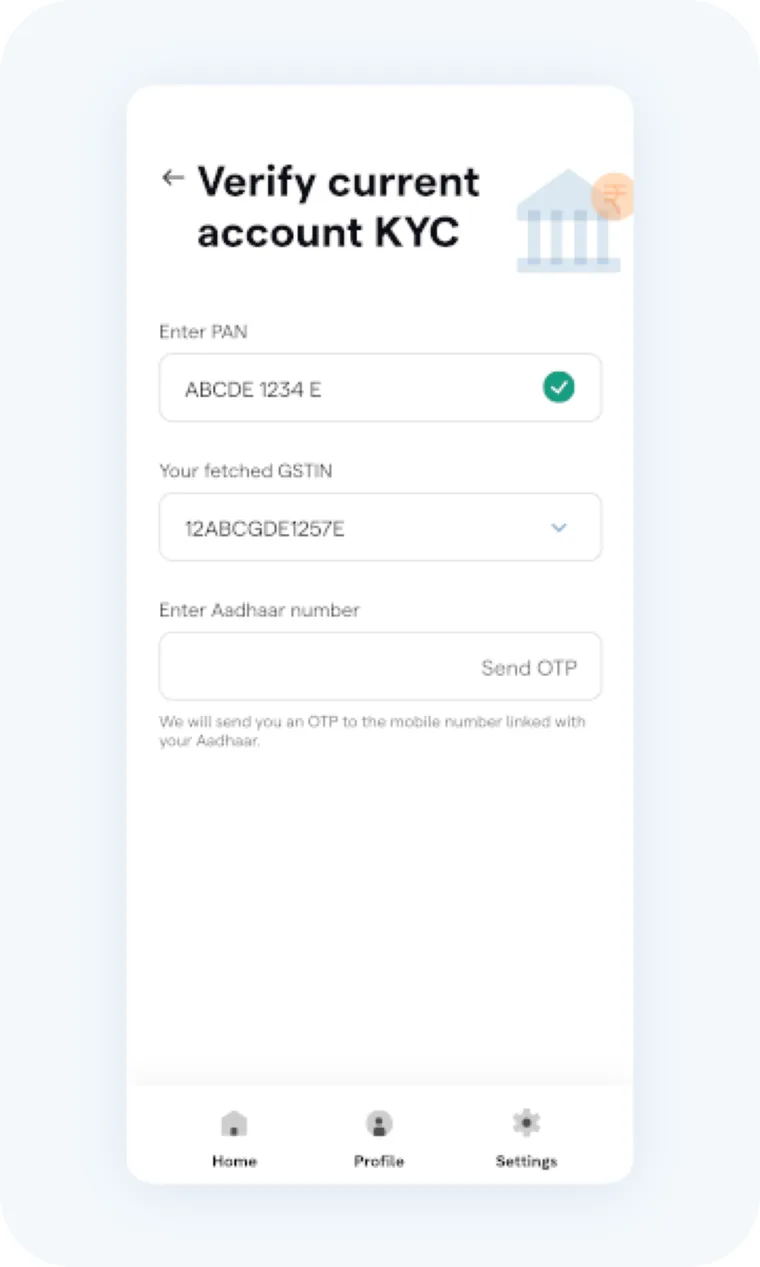 Verify current
account KYC
₹
Enter PAN
ABCDE 1234 E
Your fetched GSTIN
12ABCGDE1257E
Enter Aadhaar number
Send OTP
We will send you an OTP to the mobile number linked with
your Aadhaar.
Home Profile Settings